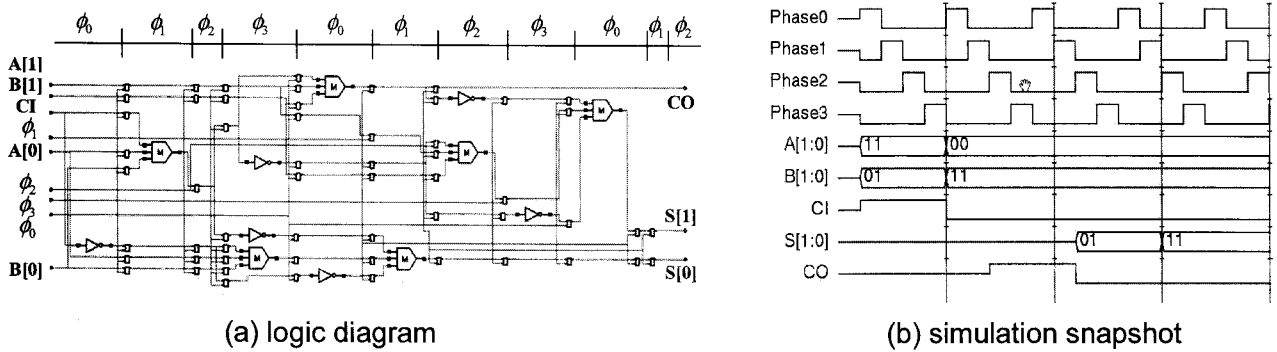 ϕ0 ϕ1 ϕ2 ϕ3 ϕ0 ϕ1 ϕ2 ϕ3 ϕ0 ϕ1 ϕ2
A[1]
B[1]
CI
ϕ1
A[0]
ϕ2
ϕ3
ϕ0
B[0]
M
M
M
M
M
M
CO
S[1]
S[0]
(a) logic diagram
Phase0
Phase1
Phase2
Phase3
A[1:0] 11 00
B[1:0] 01 11
CI
S[1:0] 01 11
CO
(b) simulation snapshot